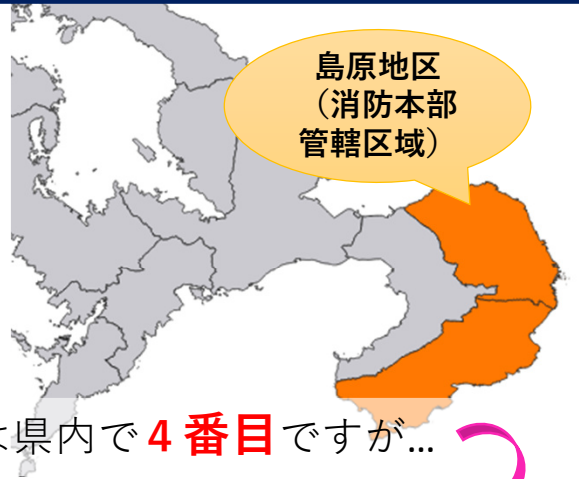 島原地区
（消防本部
管轄区域）
は県内で４番目ですが…